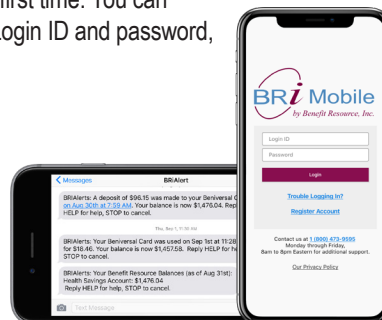 first time. You can
Login ID and password,
BRi Mobile
by Benefit Resource, Inc.
Login ID
Password
Login
Trouble Logging In?
Register Account
Contact us at 1 (800) 473-9595
Monday through Friday,
8am to 8pm Eastern for additional support.
Our Privacy Policy
Messages
BRiAlert
BRiAlerts: A deposit of $96.15 was made to your Beniversal C
on Aug 30th at 7:59 AM. Your balance is now $1,476.04. Rep
HELP for help, STOP to cancel.
Thu, Sep 1, 11:30 AM
BRiAlerts: Your Beniversal Card was used on Sep 1st at 11:28
for $18.46. Your balance is now $1,457.58. Reply HELP for he
STOP to cancel.
BRiAlerts: Your Benefit Resource Balances (as of Aug 31st):
Health Savings Account: $1,476.04
Reply HELP for help, STOP to cancel.
Text Message